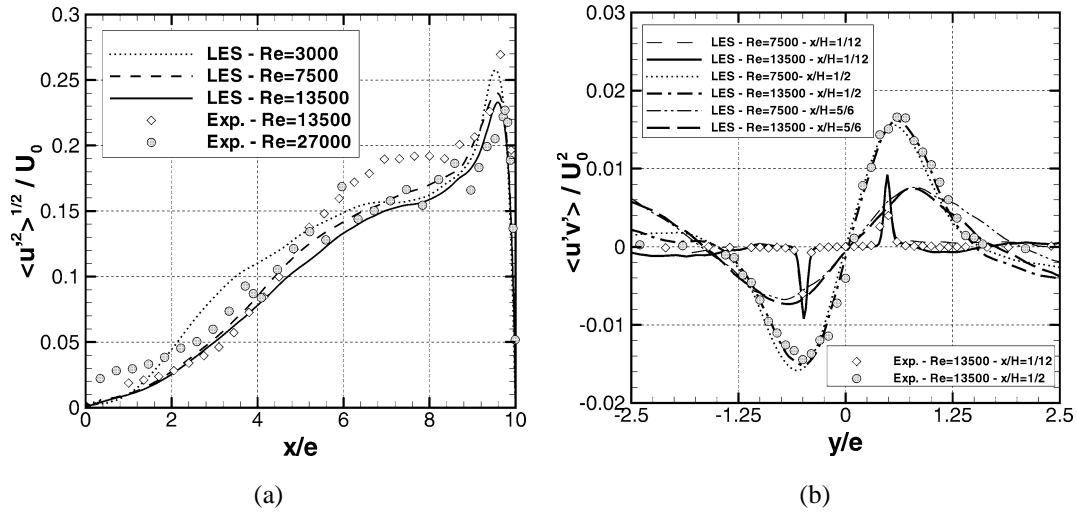 0.3
0.25
0.2
0.15
0.1
0.05
0
<u'²>¹/² / U₀
LES - Re=3000
LES - Re=7500
LES - Re=13500
Exp. - Re=13500
Exp. - Re=27000
0 2 4 6 8 10
x/e
(a)
0.03
0.02
0.01
0
-0.01
-0.02
<u'v'> / U₀²
LES - Re=7500 - x/H=1/12
LES - Re=13500 - x/H=1/12
LES - Re=7500- x/H=1/2
LES - Re=13500 - x/H=1/2
LES - Re=7500 - x/H=5/6
LES - Re=13500 - x/H=5/6
Exp. - Re=13500 - x/H=1/12
Exp. - Re=13500 - x/H=1/2
-2.5 -1.25 0 1.25 2.5
y/e
(b)